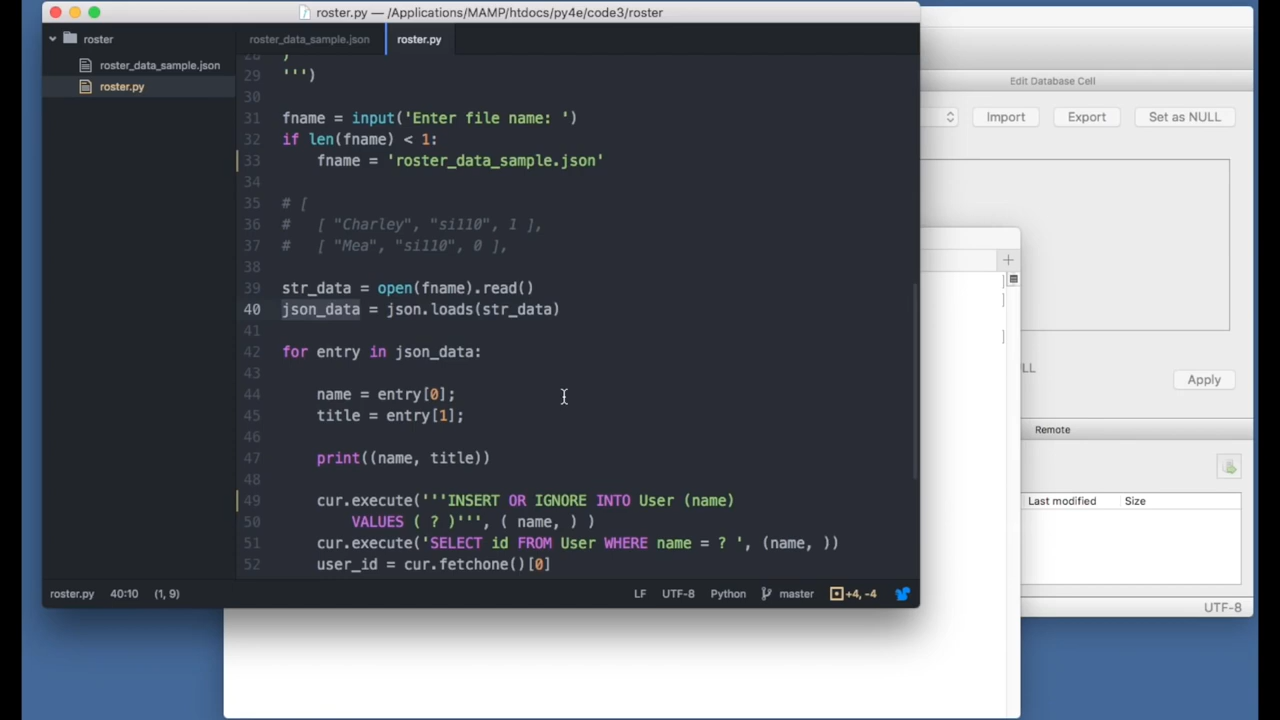 roster.py — /Applications/MAMP/htdocs/py4e/code3/roster
roster
roster_data_sample.json
roster.py
roster_data_sample.json
roster.py
29 ''')
30
31 fname = input('Enter file name: ')
32 if len(fname) < 1:
33     fname = 'roster_data_sample.json'
34
35 # [
36 #   [ "Charley", "si110", 1 ],
37 #   [ "Mea", "si110", 0 ],
38
39 str_data = open(fname).read()
40 json_data = json.loads(str_data)
41
42 for entry in json_data:
43
44     name = entry[0];
45     title = entry[1];
46
47     print((name, title))
48
49     cur.execute('''INSERT OR IGNORE INTO User (name)
50         VALUES ( ? )''', ( name, ) )
51     cur.execute('SELECT id FROM User WHERE name = ? ', (name, ))
52     user_id = cur.fetchone()[0]
roster.py 40:10 (1, 9) LF UTF-8 Python master +4, -4
Edit Database Cell
Import Export Set as NULL
Apply
Remote
Last modified Size
UTF-8